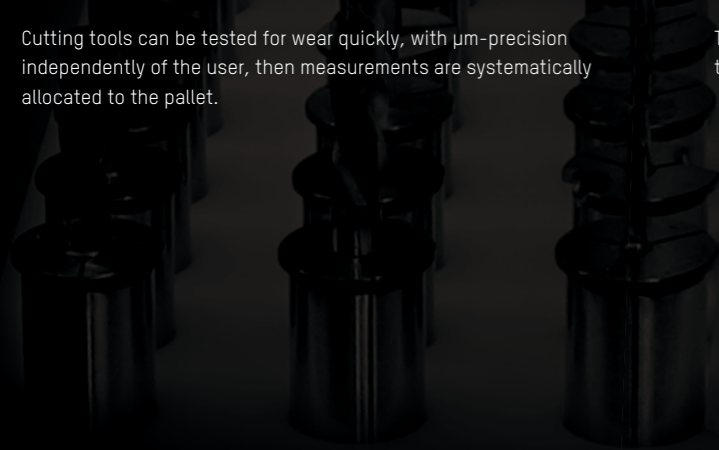 Cutting tools can be tested for wear quickly, with µm-precision
independently of the user, then measurements are systematically
allocated to the pallet.